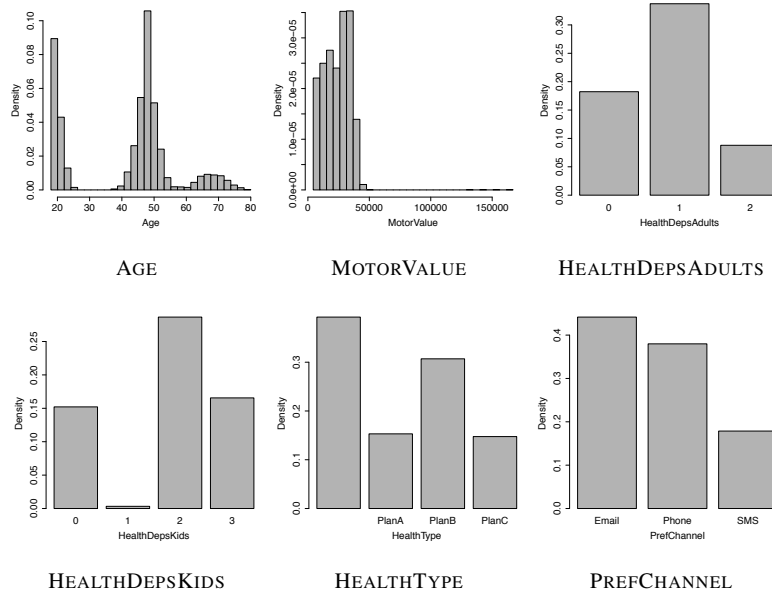 0.00 0.02 0.04 0.06 0.08 0.10
Density
20 30 40 50 60 70 80
Age
AGE
0.0e+00 1.0e-05 2.0e-05 3.0e-05
Density
0 50000 100000 150000
MotorValue
MOTORVALUE
0.00 0.05 0.10 0.15 0.20 0.25 0.30
Density
0 1 2
HealthDepsAdults
HEALTHDEPSADULTS
0.00 0.05 0.10 0.15 0.20 0.25
Density
0 1 2 3
HealthDepsKids
HEALTHDEPSKIDS
0.0 0.1 0.2 0.3
Density
PlanA PlanB PlanC
HealthType
HEALTHTYPE
0.0 0.1 0.2 0.3 0.4
Density
Email Phone SMS
PrefChannel
PREFCHANNEL